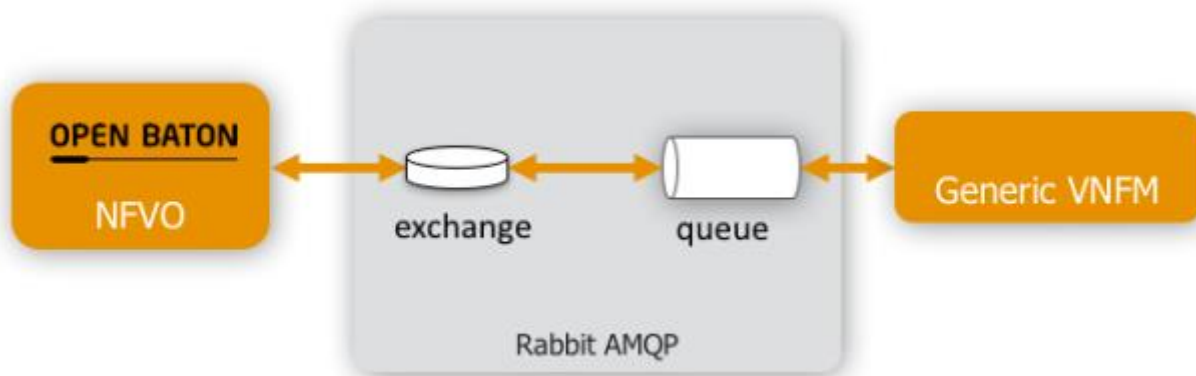 OPEN BATON
NFVO
exchange
queue
Generic VNFM
Rabbit AMQP